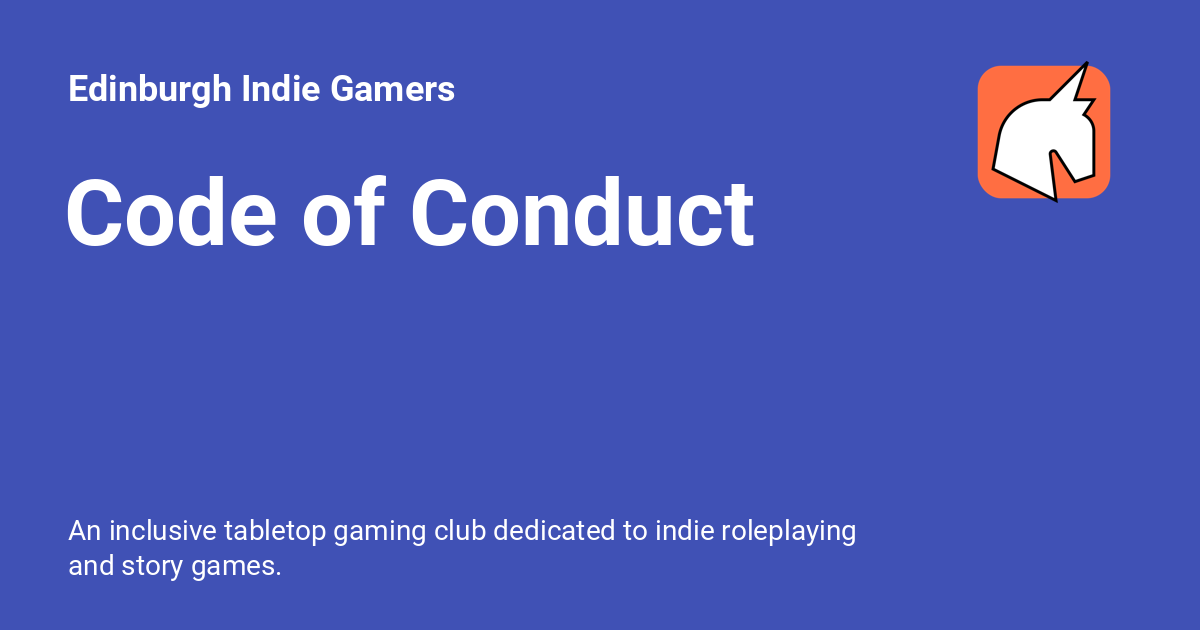 Edinburgh Indie Gamers
Code of Conduct
An inclusive tabletop gaming club dedicated to indie roleplaying
and story games.